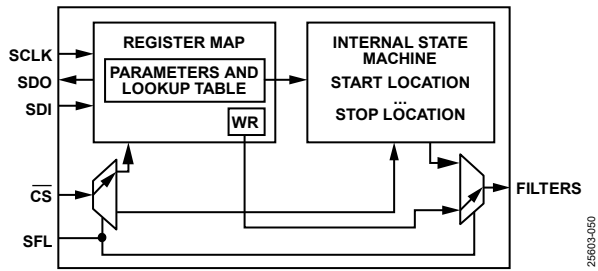 REGISTER MAP
PARAMETERS AND
LOOKUP TABLE
WR
INTERNAL STATE
MACHINE
START LOCATION
...
STOP LOCATION
SCLK
SDO
SDI
CS
SFL
FILTERS
25603-050